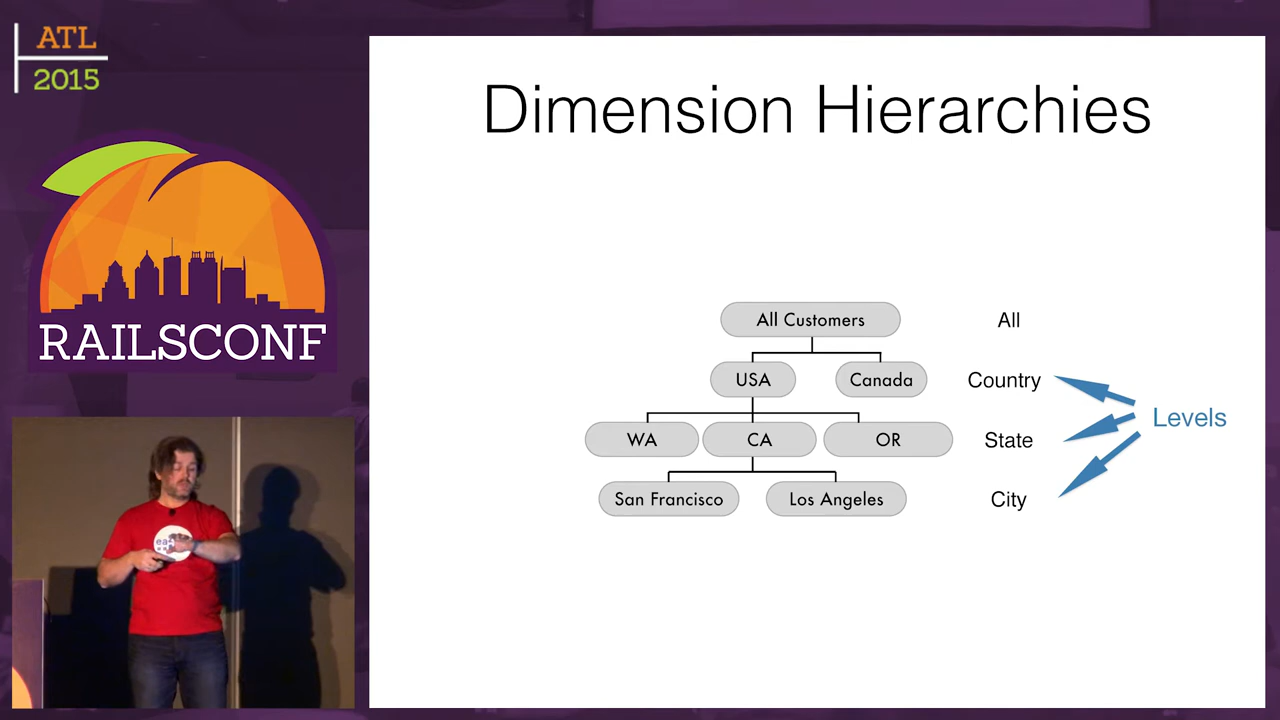 ATL
2015
RAILSCONF
Dimension Hierarchies
All Customers
All
USA
Canada
Country
Levels
WA
CA
OR
State
San Francisco
Los Angeles
City